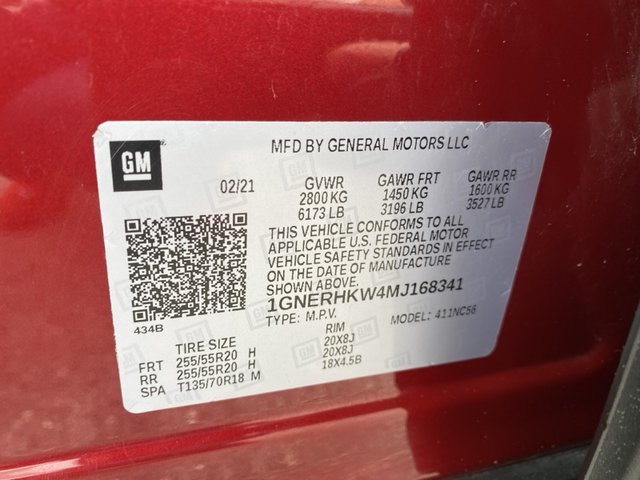 GM
MFD BY GENERAL MOTORS LLC
02/21 GVWR GAWR FRT GAWR RR
2800 KG 1450 KG 1600 KG
6173 LB 3196 LB 3527 LB
THIS VEHICLE CONFORMS TO ALL
APPLICABLE U.S. FEDERAL MOTOR
VEHICLE SAFETY STANDARDS IN EFFECT
ON THE DATE OF MANUFACTURE
SHOWN ABOVE.
1GNERHKW4MJ168341
434B
TYPE: M.P.V. MODEL: 411NC56
TIRE SIZE RIM
FRT 255/55R20 H 20X8J
RR 255/55R20 H 20X8J
SPA T135/70R18 M 18X4.5B